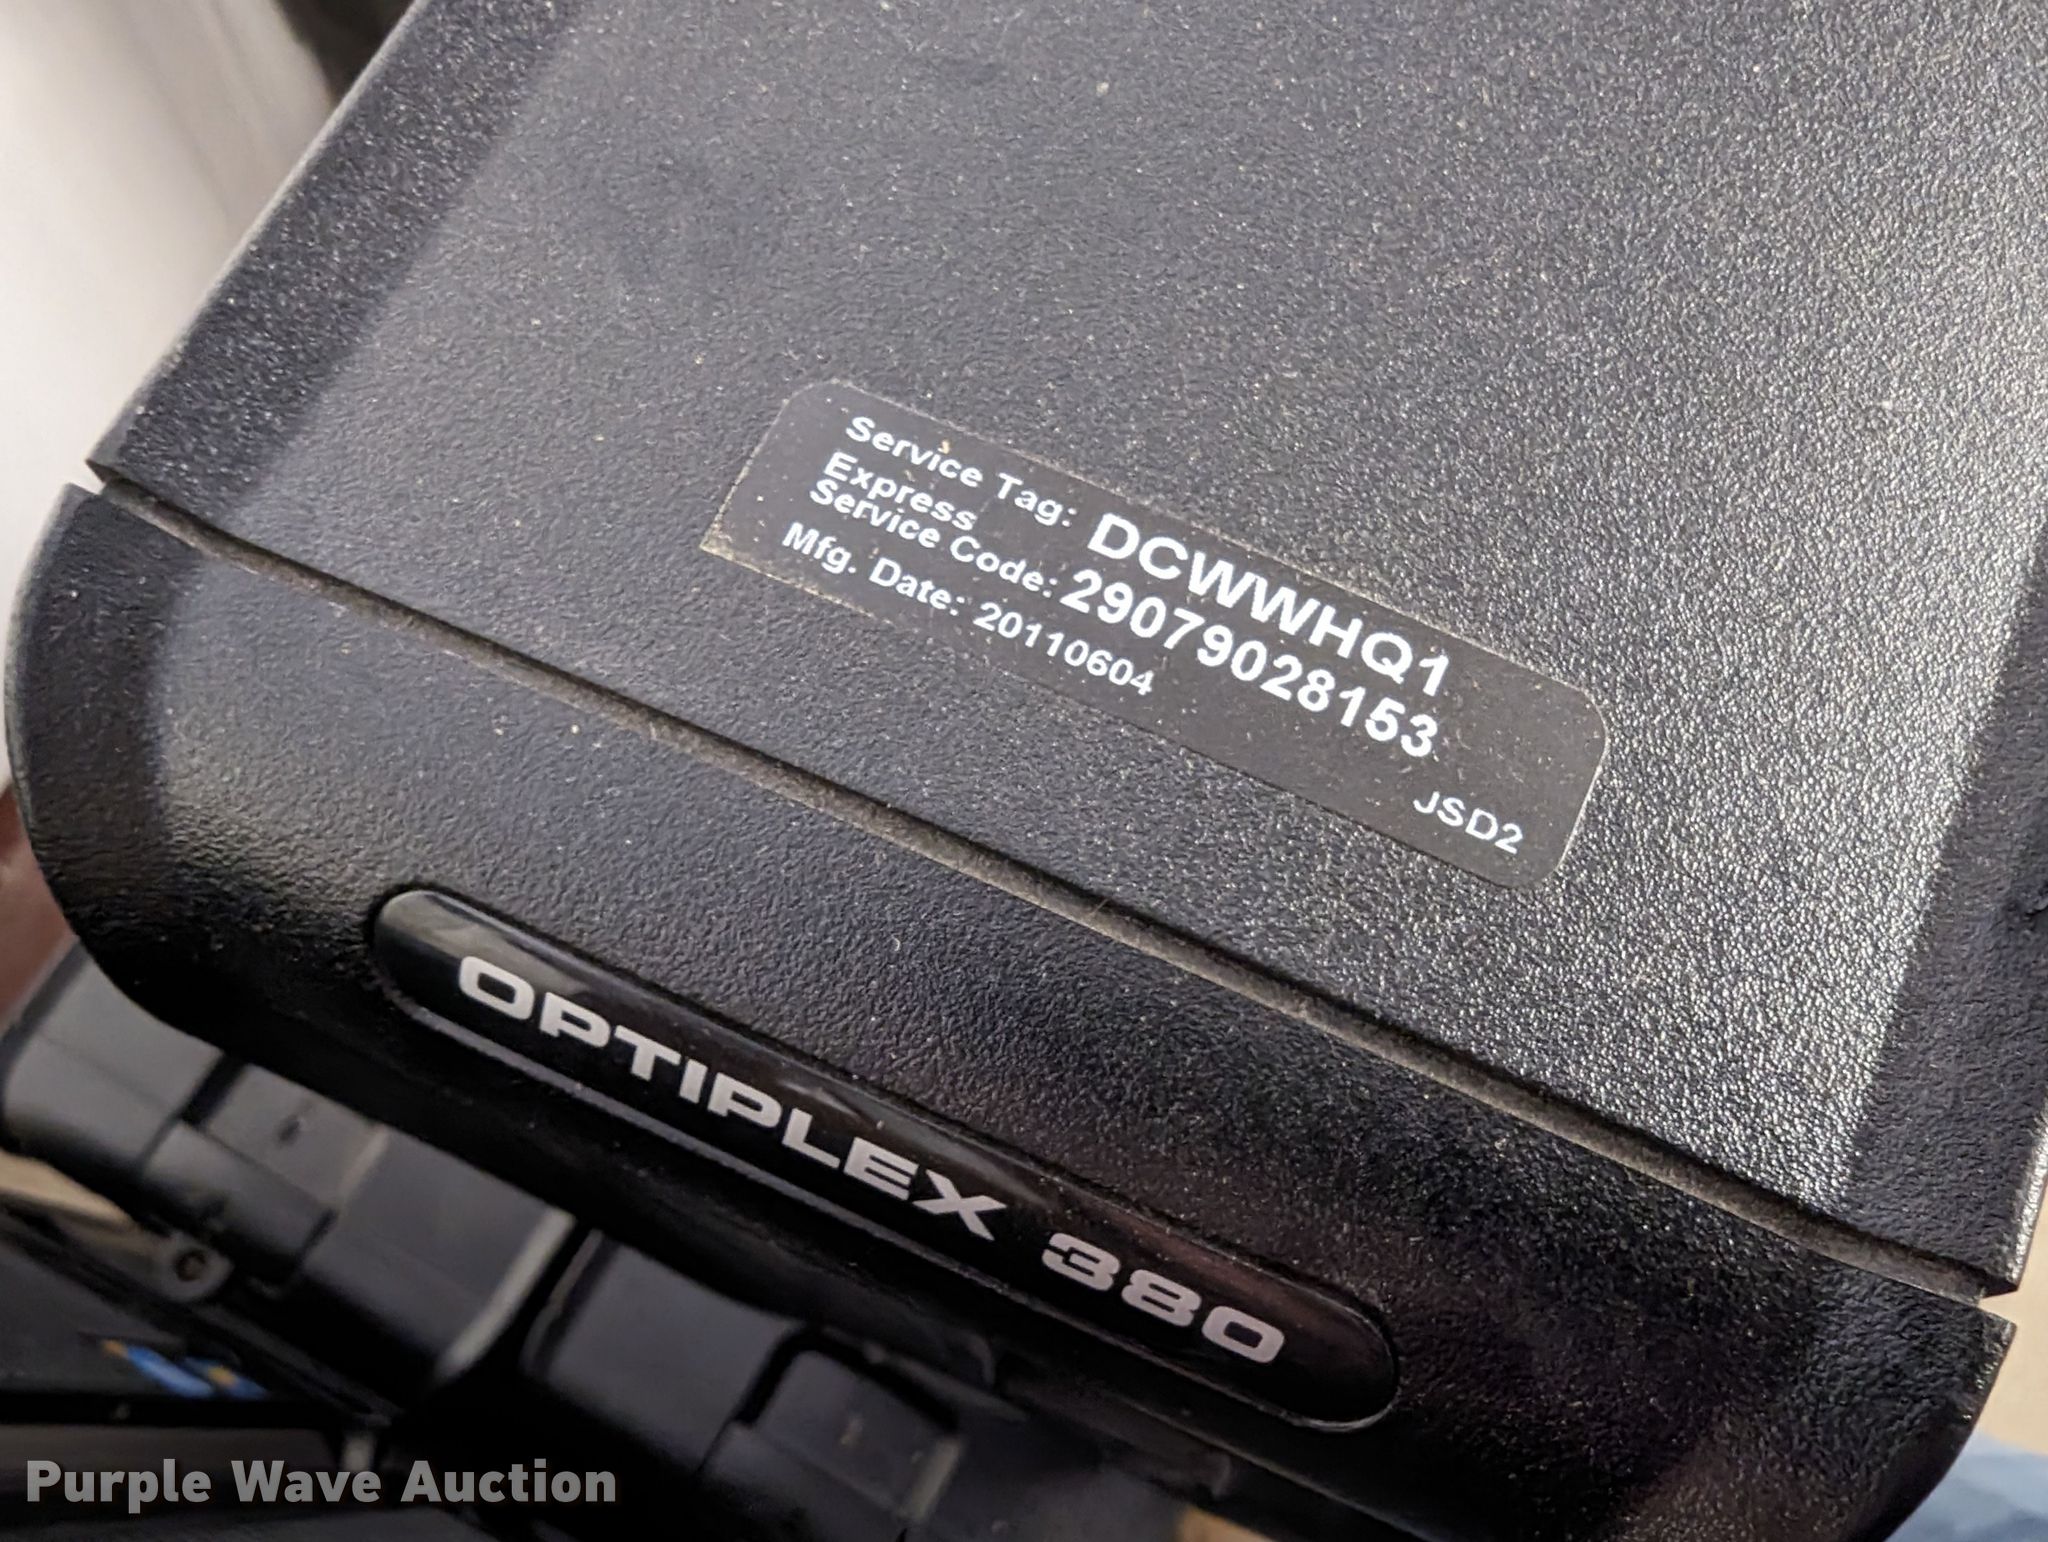 Service Tag: DCWWHQ1
Express
Service Code: 29079028153
Mfg. Date: 20110604
JSD2
OPTIPLEX 380
Purple Wave Auction